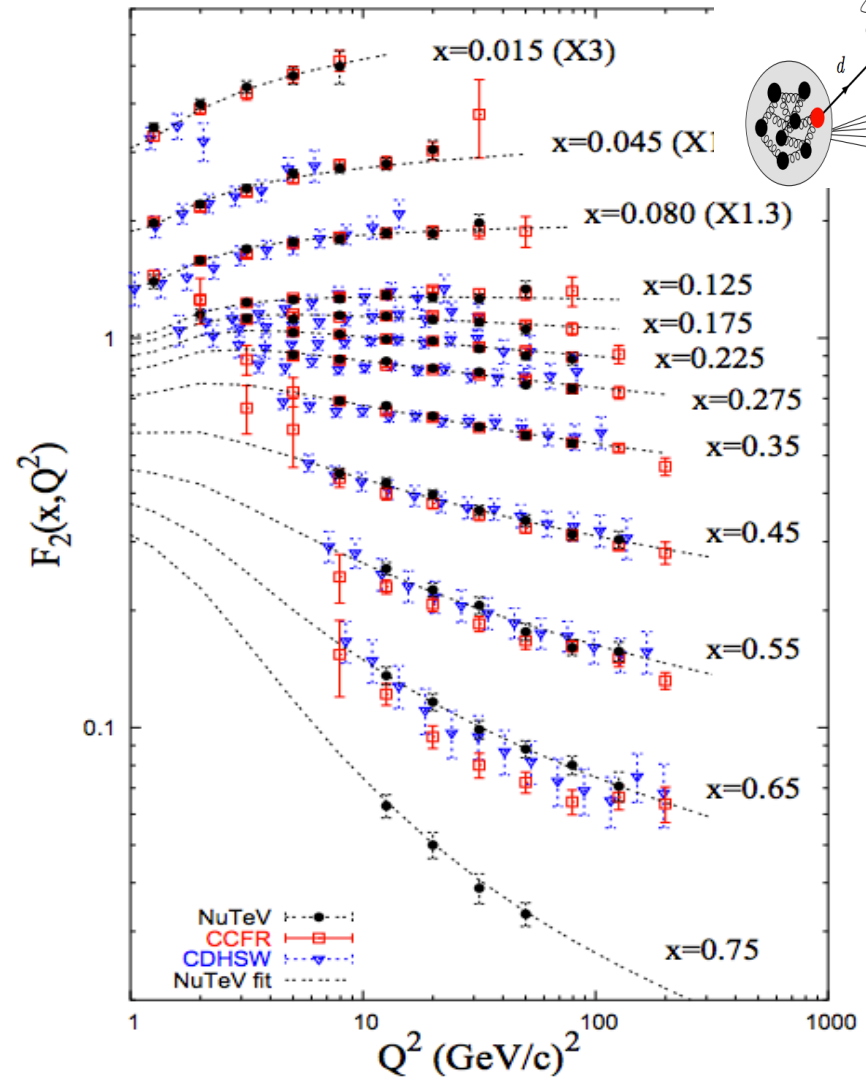 x=0.015 (X3)
d
x=0.045 (X1
x=0.080 (X1.3)
x=0.125
1
x=0.175
x=0.225
x=0.275
x=0.35
F₂(x,Q²)
x=0.45
x=0.55
0.1
x=0.65
NuTeV
CCFR
CDHSW
NuTeV fit
x=0.75
1 10 100 1000
Q² (GeV/c)²